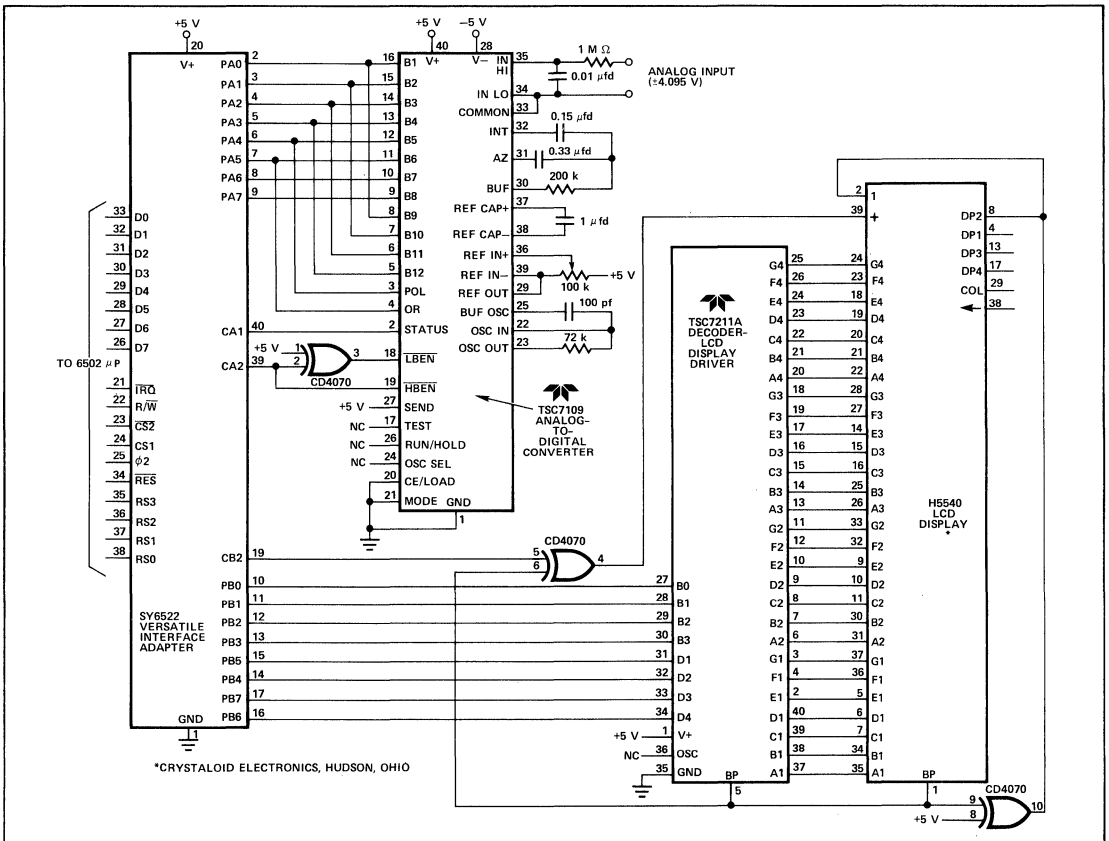 +5 V
20
V+
PA0 2
PA1 3
PA2 4
PA3 5
PA4 6
PA5 7
PA6 8
PA7 9
33 D0
32 D1
31 D2
30 D3
29 D4
28 D5
27 D6
26 D7
TO 6502 μP
21 IRQ
22 R/W
23 CS2
24 CS1
25 φ2
34 RES
35 RS3
36 RS2
37 RS1
38 RS0
CA1 40
CA2 39
CB2 19
PB0 10
PB1 11
PB2 12
PB3 13
PB5 15
PB4 14
PB7 17
PB6 16
SY6522
VERSATILE
INTERFACE
ADAPTER
GND
1
*CRYSTALOID ELECTRONICS, HUDSON, OHIO
+5 V
1
2
3
CD4070
+5 V
40
V+
−5 V
28
V−
16 B1
15 B2
14 B3
13 B4
12 B5
11 B6
10 B7
9 B8
8 B9
7 B10
6 B11
5 B12
3 POL
4 OR
2 STATUS
18 LBEN
19 HBEN
+5 V 27 SEND
NC 17 TEST
NC 26 RUN/HOLD
NC 24 OSC SEL
20 CE/LOAD
21 MODE GND
1
IN HI 35
IN LO 34
COMMON 33
INT 32
AZ 31
BUF 30
REF CAP+ 37
REF CAP− 38
REF IN+ 36
REF IN− 39
REF OUT 29
BUF OSC 25
OSC IN 22
OSC OUT 23
1 M Ω
0.01 μfd
ANALOG INPUT
(±4.095 V)
0.15 μfd
0.33 μfd
200 k
1 μfd
+5 V
100 k
100 pf
72 k
TSC7109
ANALOG-
TO-
DIGITAL
CONVERTER
CD4070
5
6
4
TSC7211A
DECODER-
LCD
DISPLAY
DRIVER
27 B0
28 B1
29 B2
30 B3
31 D1
32 D2
33 D3
34 D4
+5 V 1 V+
NC 36 OSC
35 GND
BP
5
G4 25 24 G4
F4 26 23 F4
E4 24 18 E4
D4 23 19 D4
C4 22 20 C4
B4 21 21 B4
A4 20 22 A4
G3 18 28 G3
F3 19 27 F3
E3 17 14 E3
D3 16 15 D3
C3 15 16 C3
B3 14 25 B3
A3 13 26 A3
G2 11 33 G2
F2 12 32 F2
E2 10 9 E2
D2 9 10 D2
C2 8 11 C2
B2 7 30 B2
A2 6 31 A2
G1 3 37 G1
F1 4 36 F1
E1 2 5 E1
D1 40 6 D1
C1 39 7 C1
B1 38 34 B1
A1 37 35 A1
2 1
39 +
DP2 8
DP1 4
DP3 13
DP4 17
COL 29
38
H5540
LCD
DISPLAY
*
BP
1
CD4070
9
+5 V 8
10